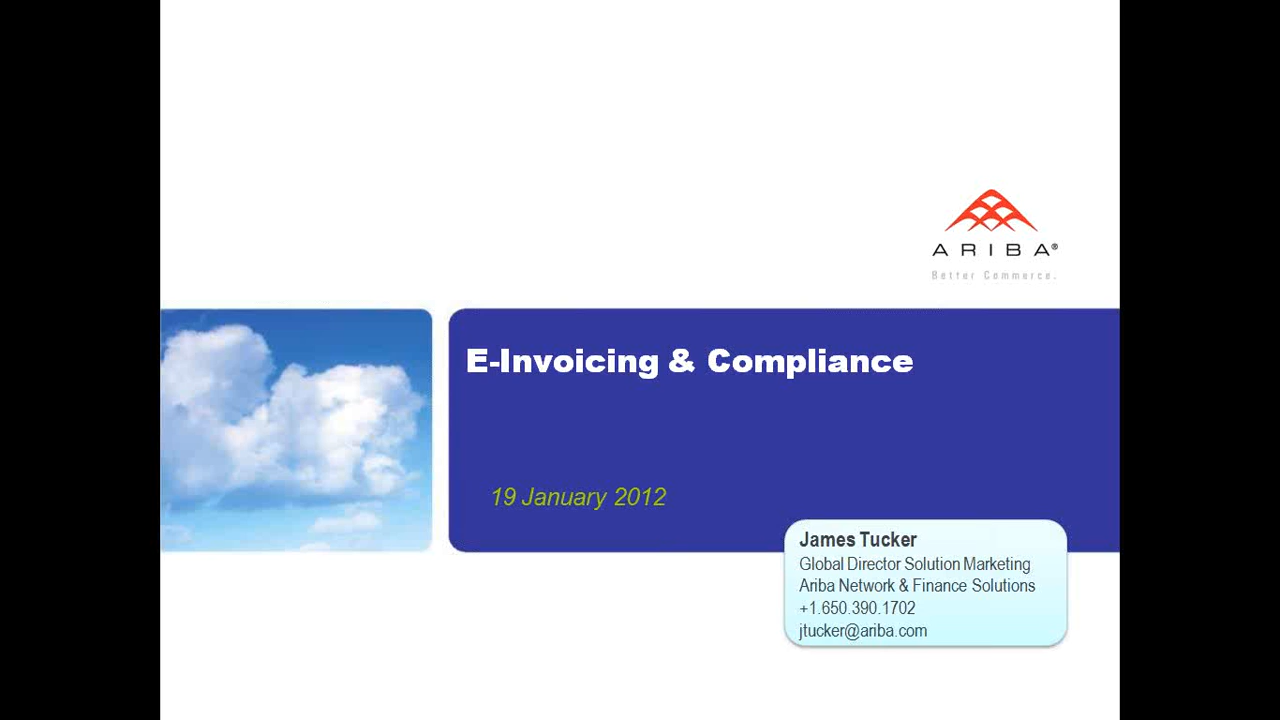 ARIBA®
Better Commerce.
E-Invoicing & Compliance
19 January 2012
James Tucker
Global Director Solution Marketing
Ariba Network & Finance Solutions
+1.650.390.1702
jtucker@ariba.com